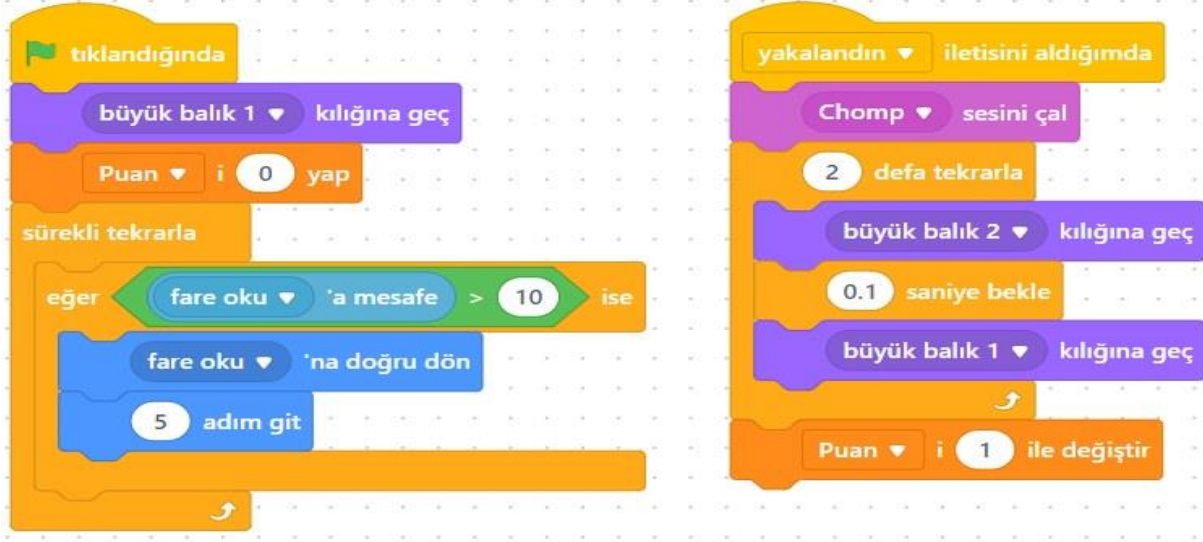 tıklandığında
büyük balık 1 kılığına geç
Puan i 0 yap
sürekli tekrarla
eğer fare oku 'a mesafe > 10 ise
fare oku 'na doğru dön
5 adım git
yakalandın iletisini aldığımda
Chomp sesini çal
2 defa tekrarla
büyük balık 2 kılığına geç
0.1 saniye bekle
büyük balık 1 kılığına geç
Puan i 1 ile değiştir